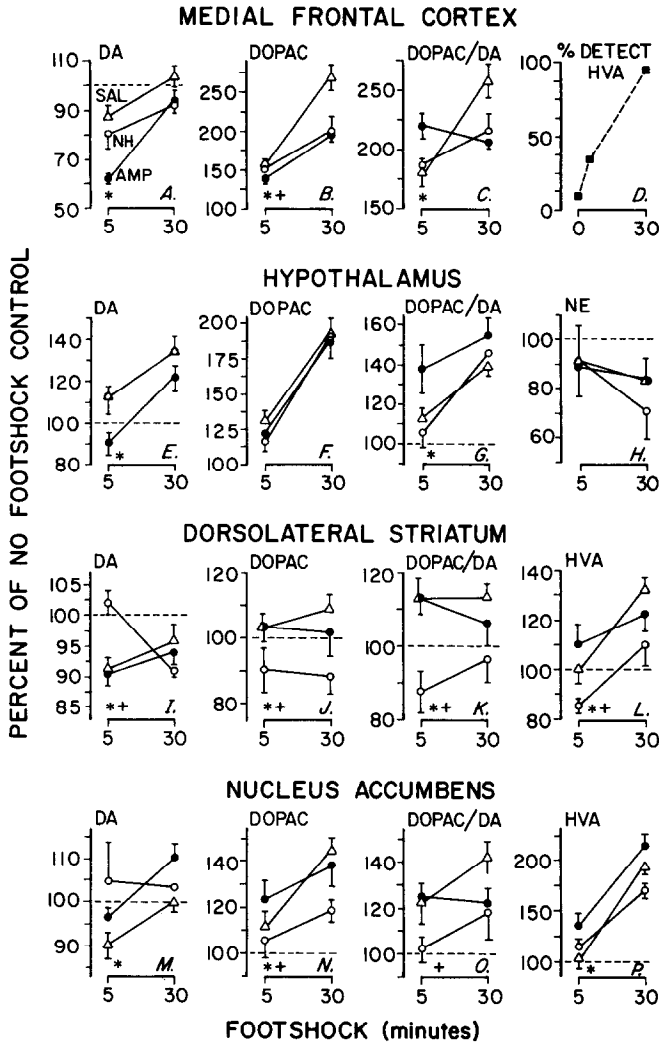 MEDIAL FRONTAL CORTEX
DA DOPAC DOPAC/DA % DETECT
HVA
110
100
90
80
70
60
50
SAL
NH
AMP
*
A.
5 30
250
200
150
100
*+
B.
5 30
250
200
150
*
C.
5 30
100
50
0
D.
0 30
HYPOTHALAMUS
DA DOPAC DOPAC/DA NE
140
120
100
80
*
E.
5 30
200
175
150
125
100
F.
5 30
160
140
120
100
*
G.
5 30
100
80
60
H.
5 30
DORSOLATERAL STRIATUM
DA DOPAC DOPAC/DA HVA
105
100
95
90
85
*+
I.
5 30
120
100
80
*+
J.
5 30
120
100
80
*+
K.
5 30
140
120
100
80
*+
L.
5 30
NUCLEUS ACCUMBENS
DA DOPAC DOPAC/DA HVA
110
100
90
*
M.
5 30
140
120
100
*+
N.
5 30
140
120
100
+
O.
5 30
200
150
100
*
P.
5 30
FOOTSHOCK (minutes)
PERCENT OF NO FOOTSHOCK CONTROL